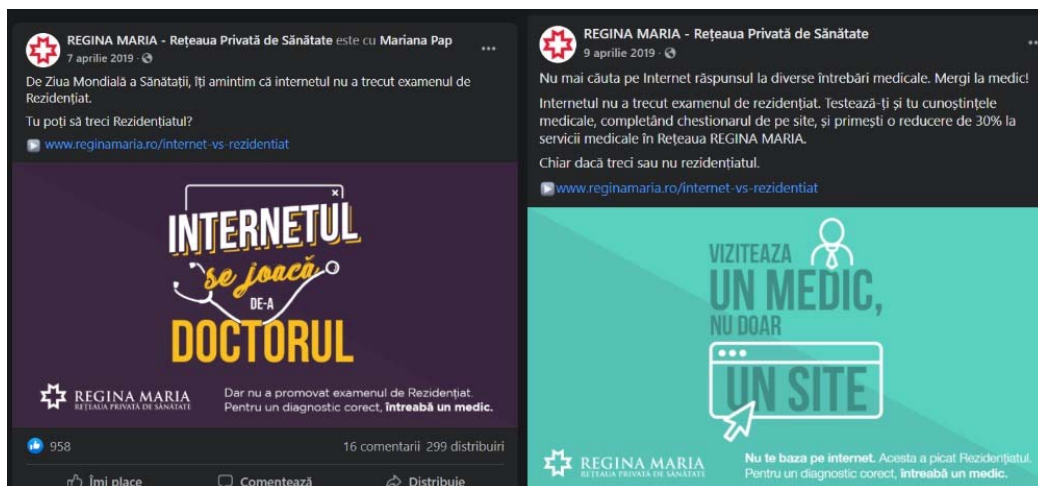 REGINA MARIA - Rețeaua Privată de Sănătate este cu Mariana Pap
7 aprilie 2019
De Ziua Mondială a Sănătații, îți amintim că internetul nu a trecut examenul de
Rezidențiat.
Tu poți să treci Rezidențiatul?
www.reginamaria.ro/internet-vs-rezidentiat
INTERNETUL
se joacă
DE-A
DOCTORUL
REGINA MARIA
REȚEAUA PRIVATĂ DE SĂNĂTATE
Dar nu a promovat examenul de Rezidențiat.
Pentru un diagnostic corect, întreabă un medic.
958
16 comentarii 299 distribuiri
Îmi place
Comentează
Distribuie
REGINA MARIA - Rețeaua Privată de Sănătate
9 aprilie 2019
Nu mai căuta pe Internet răspunsul la diverse întrebări medicale. Mergi la medic!
Internetul nu a trecut examenul de rezidențiat. Testează-ți și tu cunoștințele
medicale, completând chestionarul de pe site, și primești o reducere de 30% la
servicii medicale în Rețeaua REGINA MARIA.
Chiar dacă treci sau nu rezidențiatul.
www.reginamaria.ro/internet-vs-rezidentiat
VIZITEAZA
UN MEDIC,
NU DOAR
UN SITE
REGINA MARIA
REȚEAUA PRIVATĂ DE SĂNĂTATE
Nu te baza pe internet. Acesta a picat Rezidențiatul.
Pentru un diagnostic corect, întreabă un medic.